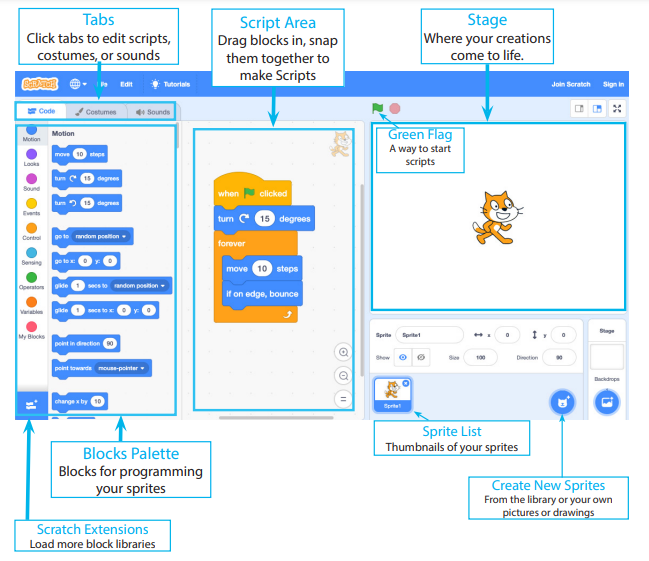 Tabs
Click tabs to edit scripts,
costumes, or sounds
Script Area
Drag blocks in, snap
them together to
make Scripts
Stage
Where your creations
come to life.
SCRATCH
Edit
Tutorials
Join Scratch
Sign in
Code
Costumes
Sounds
Green Flag
A way to start
scripts
Motion
Looks
Sound
Events
Control
Sensing
Operators
Variables
My Blocks
Motion
move 10 steps
turn 15 degrees
turn 15 degrees
go to random position
go to x: 0 y: 0
glide 1 secs to random position
glide 1 secs to x: 0 y: 0
point in direction 90
point towards mouse-pointer
change x by 10
when clicked
turn 15 degrees
forever
move 10 steps
if on edge, bounce
Sprite Sprite1 x 0 y 0
Show Size 100 Direction 90
Sprite1
Stage
Backdrops
Blocks Palette
Blocks for programming
your sprites
Sprite List
Thumbnails of your sprites
Create New Sprites
From the library or your own
pictures or drawings
Scratch Extensions
Load more block libraries